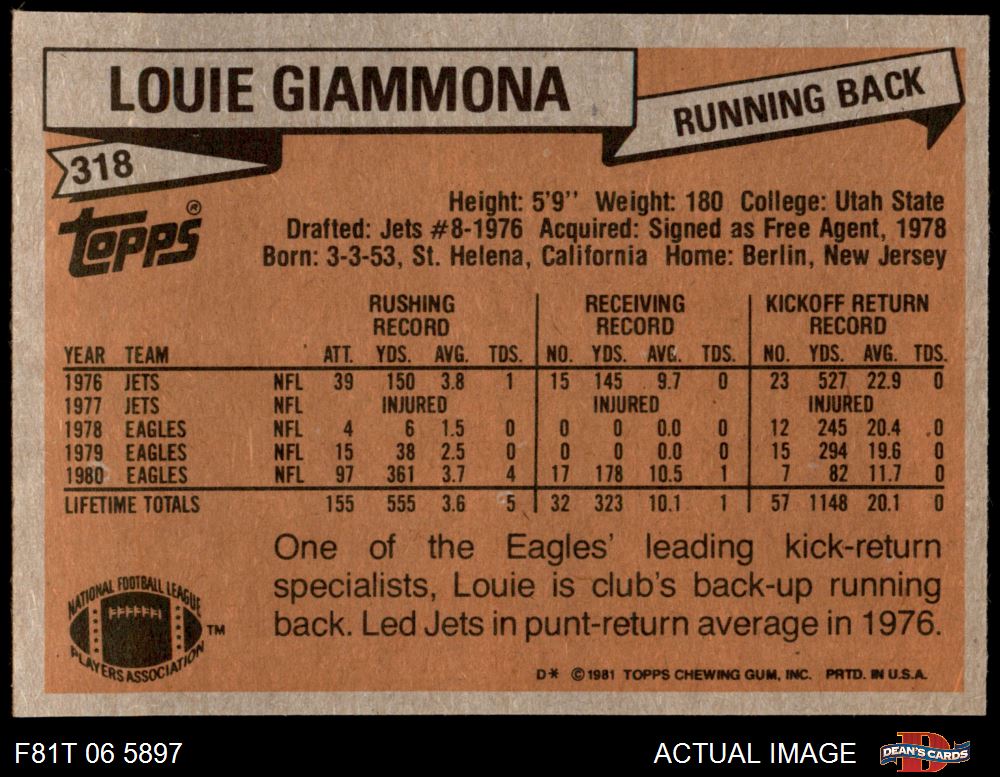 LOUIE GIAMMONA
RUNNING BACK
318
Topps®
Height: 5'9'' Weight: 180 College: Utah State
Drafted: Jets #8-1976 Acquired: Signed as Free Agent, 1978
Born: 3-3-53, St. Helena, California Home: Berlin, New Jersey
RUSHING RECORD RECEIVING RECORD KICKOFF RETURN RECORD
YEAR TEAM ATT. YDS. AVG. TDS. NO. YDS. AVG. TDS. NO. YDS. AVG. TDS.
1976 JETS NFL 39 150 3.8 1 15 145 9.7 0 23 527 22.9 0
1977 JETS NFL INJURED INJURED INJURED
1978 EAGLES NFL 4 6 1.5 0 0 0 0.0 0 12 245 20.4 0
1979 EAGLES NFL 15 38 2.5 0 0 0 0.0 0 15 294 19.6 0
1980 EAGLES NFL 97 361 3.7 4 17 178 10.5 1 7 82 11.7 0
LIFETIME TOTALS 155 555 3.6 5 32 323 10.1 1 57 1148 20.1 0
One of the Eagles' leading kick-return
specialists, Louie is club's back-up running
back. Led Jets in punt-return average in 1976.
NATIONAL FOOTBALL LEAGUE
PLAYERS ASSOCIATION
TM
D* ©1981 TOPPS CHEWING GUM, INC. PRTD. IN U.S.A.
F81T 06 5897
ACTUAL IMAGE
DEAN'S CARDS